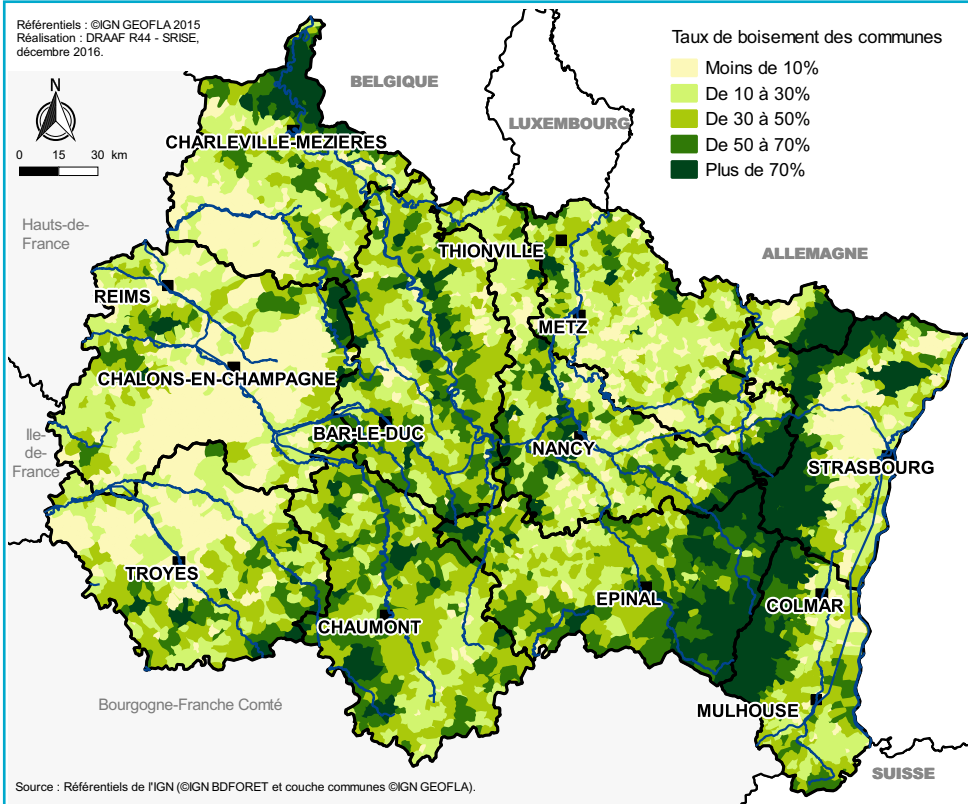 Référentiels : ©IGN GEOFLA 2015
Réalisation : DRAAF R44 - SRISE,
décembre 2016.
N
0 15 30 km
Taux de boisement des communes
Moins de 10%
De 10 à 30%
De 30 à 50%
De 50 à 70%
Plus de 70%
BELGIQUE
LUXEMBOURG
ALLEMAGNE
Hauts-de-
France
CHARLEVILLE-MEZIERES
THIONVILLE
REIMS
METZ
CHALONS-EN-CHAMPAGNE
BAR-LE-DUC
NANCY
STRASBOURG
Ile-
de-
France
TROYES
CHAUMONT
EPINAL
COLMAR
MULHOUSE
Bourgogne-Franche Comté
SUISSE
Source : Référentiels de l'IGN (©IGN BDFORET et couche communes ©IGN GEOFLA).